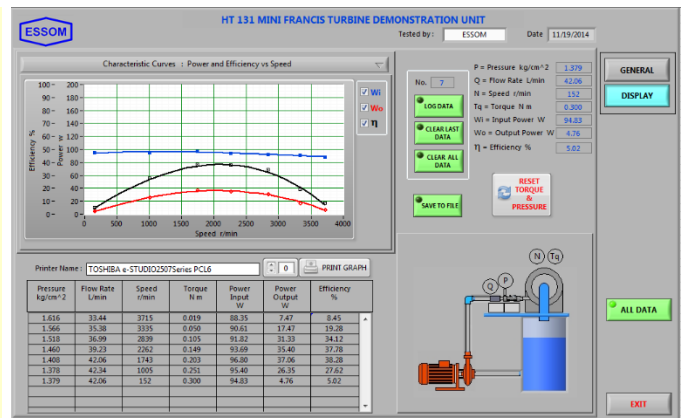 HT 131 MINI FRANCIS TURBINE DEMONSTRATION UNIT
ESSOM
Tested by : ESSOM Date 11/19/2014
Characteristic Curves : Power and Efficiency vs Speed
Efficiency %
100-
90-
80-
70-
60-
50-
40-
30-
20-
10-
0-
Power W
200
180-
160-
140-
120-
100-
80-
60-
40-
20-
0-
0 500 1000 1500 2000 2500 3000 3500 4000
Speed r/min
Wi
Wo
η
No. 7
LOG DATA
CLEAR LAST
DATA
CLEAR ALL
DATA
SAVE TO FILE
P = Pressure kg/cm^2 1.379
Q = Flow Rate L/min 42.06
N = Speed r/min 152
Tq = Torque N m 0.300
Wi = Input Power W 94.83
Wo = Output Power W 4.76
η = Efficiency % 5.02
RESET
TORQUE
&
PRESSURE
GENERAL
DISPLAY
Printer Name : TOSHIBA e-STUDIO2507Series PCL6 0 PRINT GRAPH
Pressure kg/cm^2 Flow Rate L/min Speed r/min Torque N m Power Input W Power Output W Efficiency %
1.616 33.44 3715 0.019 88.35 7.47 8.45
1.566 35.38 3335 0.050 90.61 17.47 19.28
1.518 36.99 2839 0.105 91.82 31.33 34.12
1.460 39.23 2262 0.149 93.69 35.40 37.78
1.408 42.06 1743 0.203 96.80 37.06 38.28
1.378 42.34 1005 0.251 95.40 26.35 27.62
1.379 42.06 152 0.300 94.83 4.76 5.02
N Tq
Q P
ALL DATA
EXIT